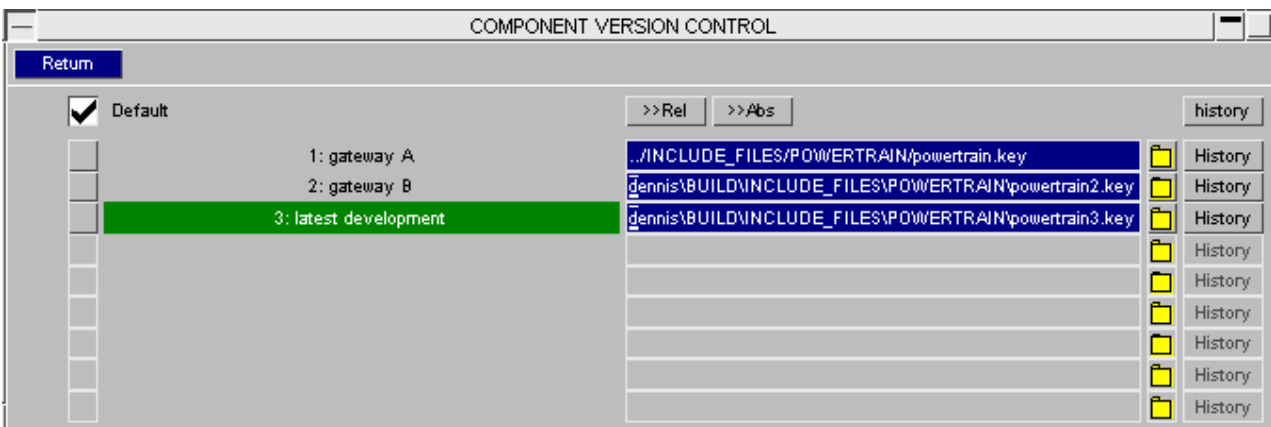 COMPONENT VERSION CONTROL
Return
Default >>Rel >>Abs history
1: gateway A ../INCLUDE_FILES/POWERTRAIN/powertrain.key History
2: gateway B dennis\BUILD\INCLUDE_FILES\POWERTRAIN\powertrain2.key History
3: latest development dennis\BUILD\INCLUDE_FILES\POWERTRAIN\powertrain3.key History
History
History
History
History
History
History